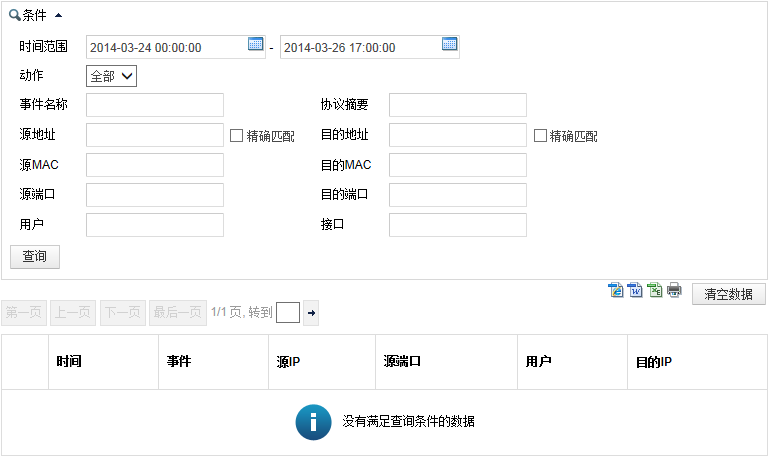 条件
时间范围 2014-03-24 00:00:00 - 2014-03-26 17:00:00
动作 全部
事件名称 协议摘要
源地址 精确匹配 目的地址 精确匹配
源MAC 目的MAC
源端口 目的端口
用户 接口
查询
清空数据
第一页 上一页 下一页 最后一页 1/1 页, 转到
时间 事件 源IP 源端口 用户 目的IP
没有满足查询条件的数据